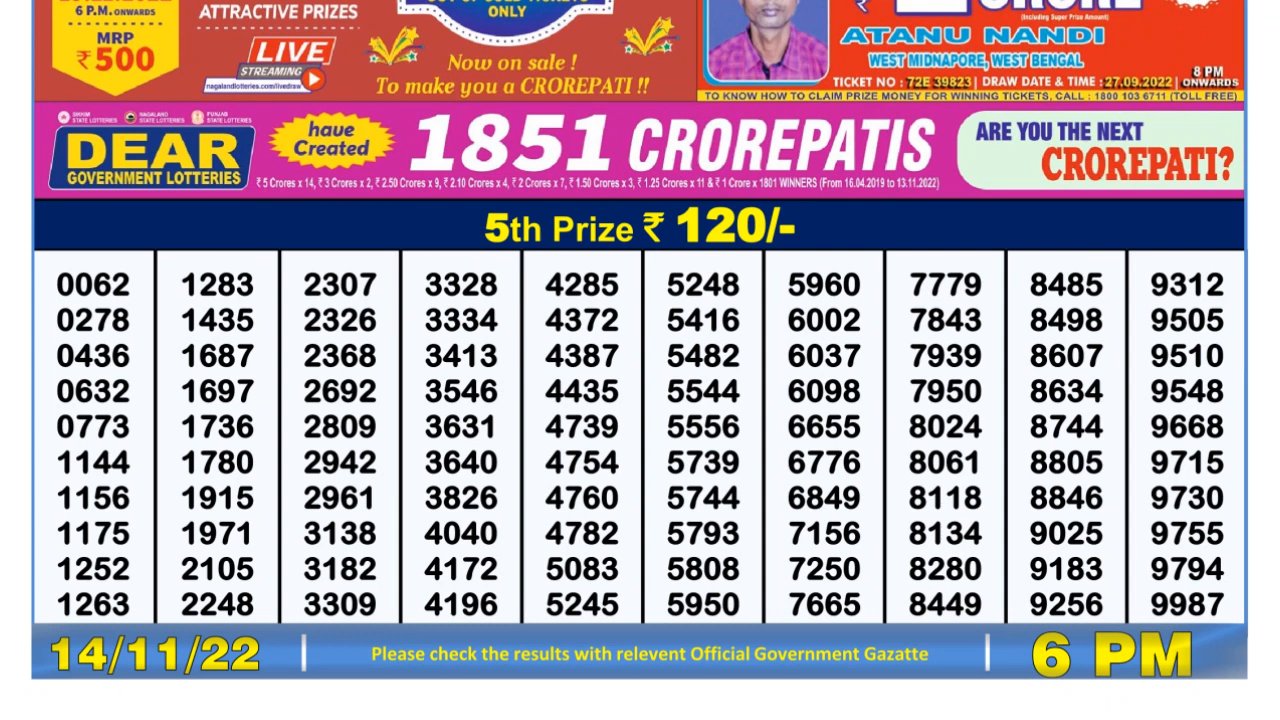 6 P.M. ONWARDS
MRP
₹500
ATTRACTIVE PRIZES
LIVE
STREAMING
nagalandlotteries.com/livedraw
ONLY
Now on sale !
To make you a CROREPATI !!
CRORE
(Including Super Prize Amount)
ATANU NANDI
WEST MIDNAPORE, WEST BENGAL
TICKET NO : 72E 39823 | DRAW DATE & TIME : 27.09.2022 | 8 PM ONWARDS
TO KNOW HOW TO CLAIM PRIZE MONEY FOR WINNING TICKETS, CALL : 1800 103 6711 (TOLL FREE)
SIKKIM STATE LOTTERIES NAGALAND STATE LOTTERIES PUNJAB STATE LOTTERIES
DEAR
GOVERNMENT LOTTERIES
have
Created
1851 CROREPATIS
₹ 5 Crores x 14, ₹ 3 Crores x 2, ₹ 2.50 Crores x 9, ₹ 2.10 Crores x 4, ₹ 2 Crores x 7, ₹ 1.50 Crores x 3, ₹ 1.25 Crores x 11 & ₹ 1 Crore x 1801 WINNERS (From 16.04.2019 to 13.11.2022)
ARE YOU THE NEXT
CROREPATI?
5th Prize ₹ 120/-
0062 1283 2307 3328 4285 5248 5960 7779 8485 9312
0278 1435 2326 3334 4372 5416 6002 7843 8498 9505
0436 1687 2368 3413 4387 5482 6037 7939 8607 9510
0632 1697 2692 3546 4435 5544 6098 7950 8634 9548
0773 1736 2809 3631 4739 5556 6655 8024 8744 9668
1144 1780 2942 3640 4754 5739 6776 8061 8805 9715
1156 1915 2961 3826 4760 5744 6849 8118 8846 9730
1175 1971 3138 4040 4782 5793 7156 8134 9025 9755
1252 2105 3182 4172 5083 5808 7250 8280 9183 9794
1263 2248 3309 4196 5245 5950 7665 8449 9256 9987
14/11/22 | Please check the results with relevent Official Government Gazatte | 6 PM